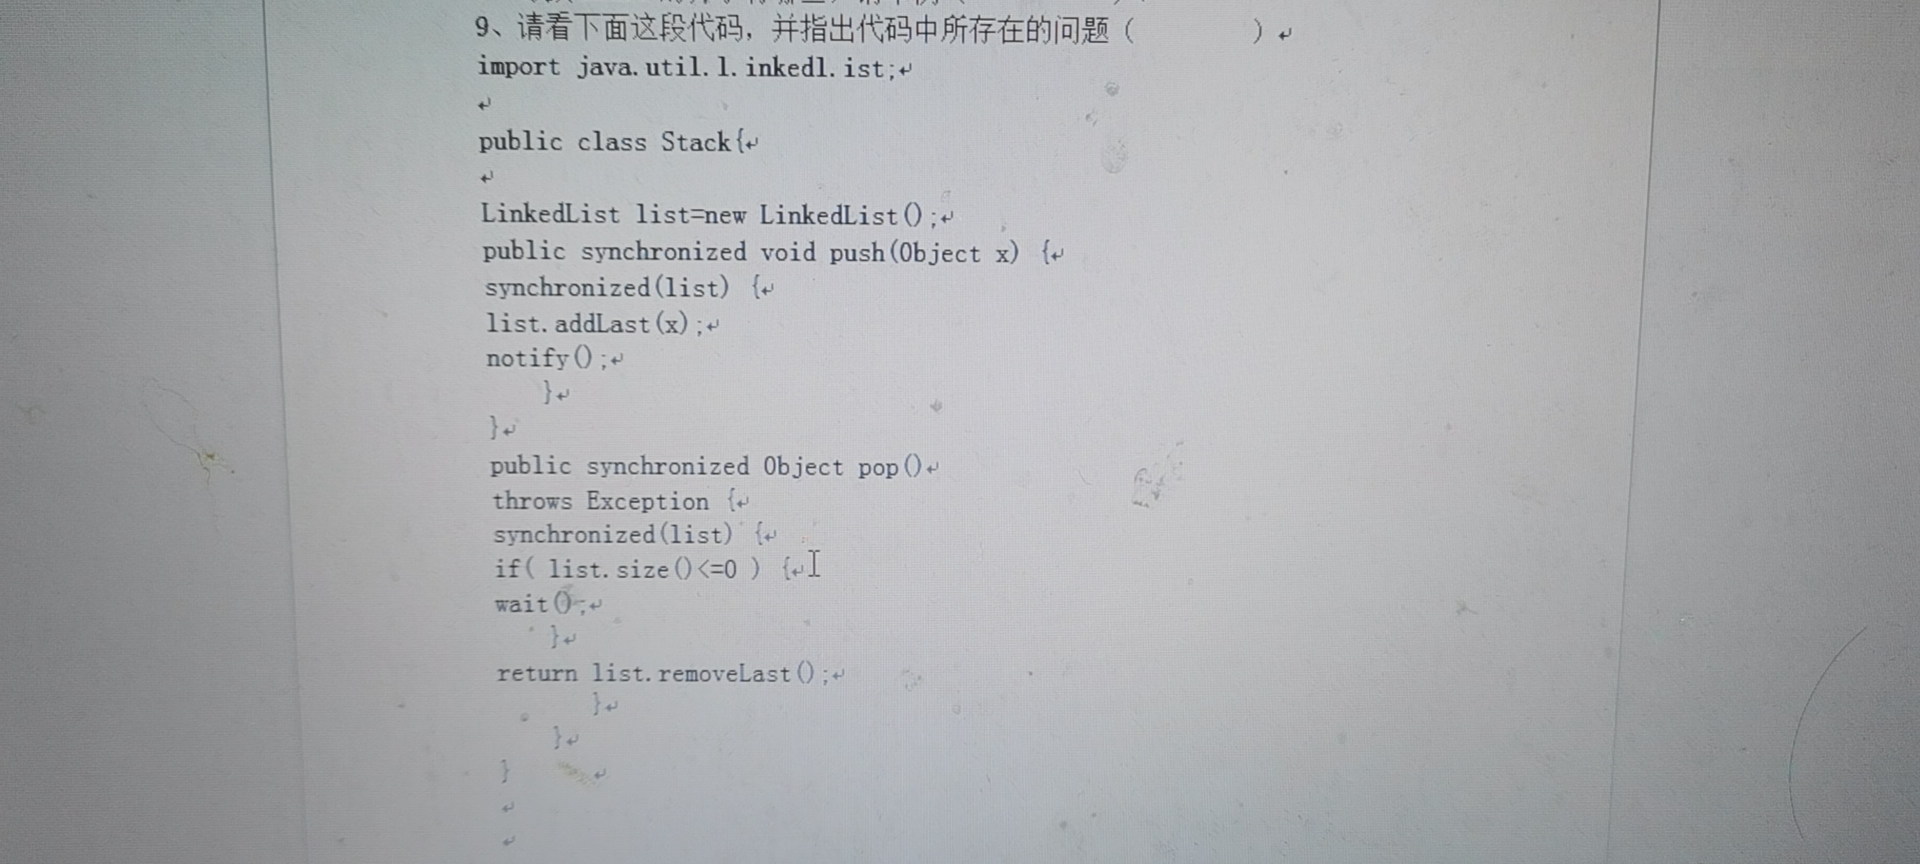 9、请看下面这段代码，并指出代码中所存在的问题（ ）
import java.util.l.inkedl.ist;
public class Stack{
LinkedList list=new LinkedList();
public synchronized void push(Object x) {
synchronized(list) {
list.addLast(x);
notify();
}
}
public synchronized Object pop()
throws Exception {
synchronized(list) {
if( list.size()<=0 ) {
wait();
}
return list.removeLast();
}
}
}